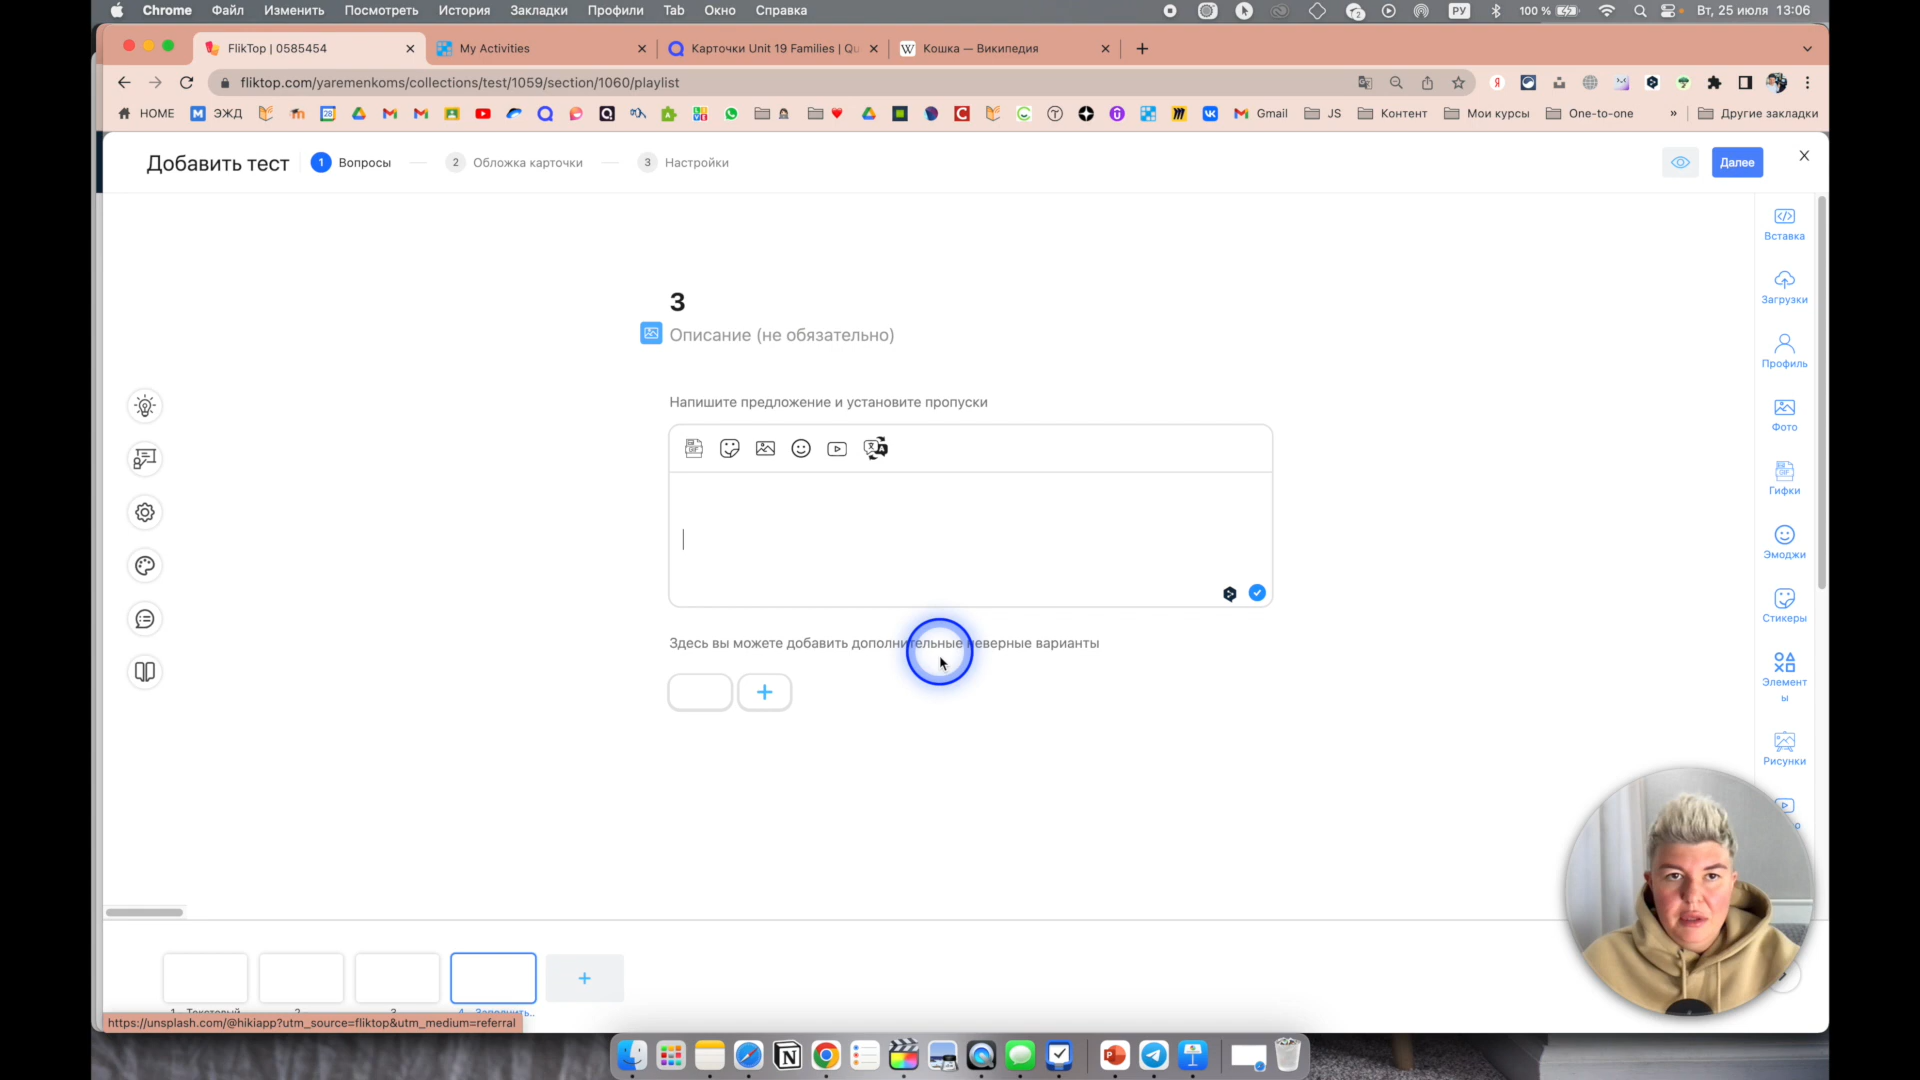 Chrome Файл Изменить Посмотреть История Закладки Профили Tab Окно Справка
РУ 100 % Вт, 25 июля 13:06
FlikTop | 0585454 My Activities Карточки Unit 19 Families | Qu Кошка — Википедия
fliktop.com/yaremenkoms/collections/test/1059/section/1060/playlist
HOME ЭЖД Gmail JS Контент Мои курсы One-to-one » Другие закладки
Добавить тест 1 Вопросы 2 Обложка карточки 3 Настройки Далее
Вставка
Загрузки
Профиль
Фото
Гифки
Эмоджи
Стикеры
Элемент
ы
Рисунки
3
Описание (не обязательно)
Напишите предложение и установите пропуски
Здесь вы можете добавить дополнительные неверные варианты
+
+
https://unsplash.com/@hikiapp?utm_source=fliktop&utm_medium=referral